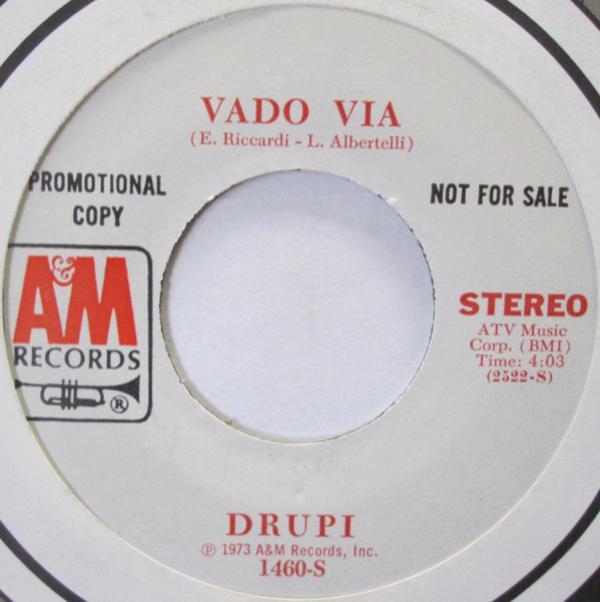 VADO VIA
(E. Riccardi - L. Albertelli)
PROMOTIONAL
COPY
NOT FOR SALE
A&M
RECORDS
®
STEREO
ATV Music
Corp. (BMI)
Time: 4:03
(2522-S)
DRUPI
℗ 1973 A&M Records, Inc.
1460-S